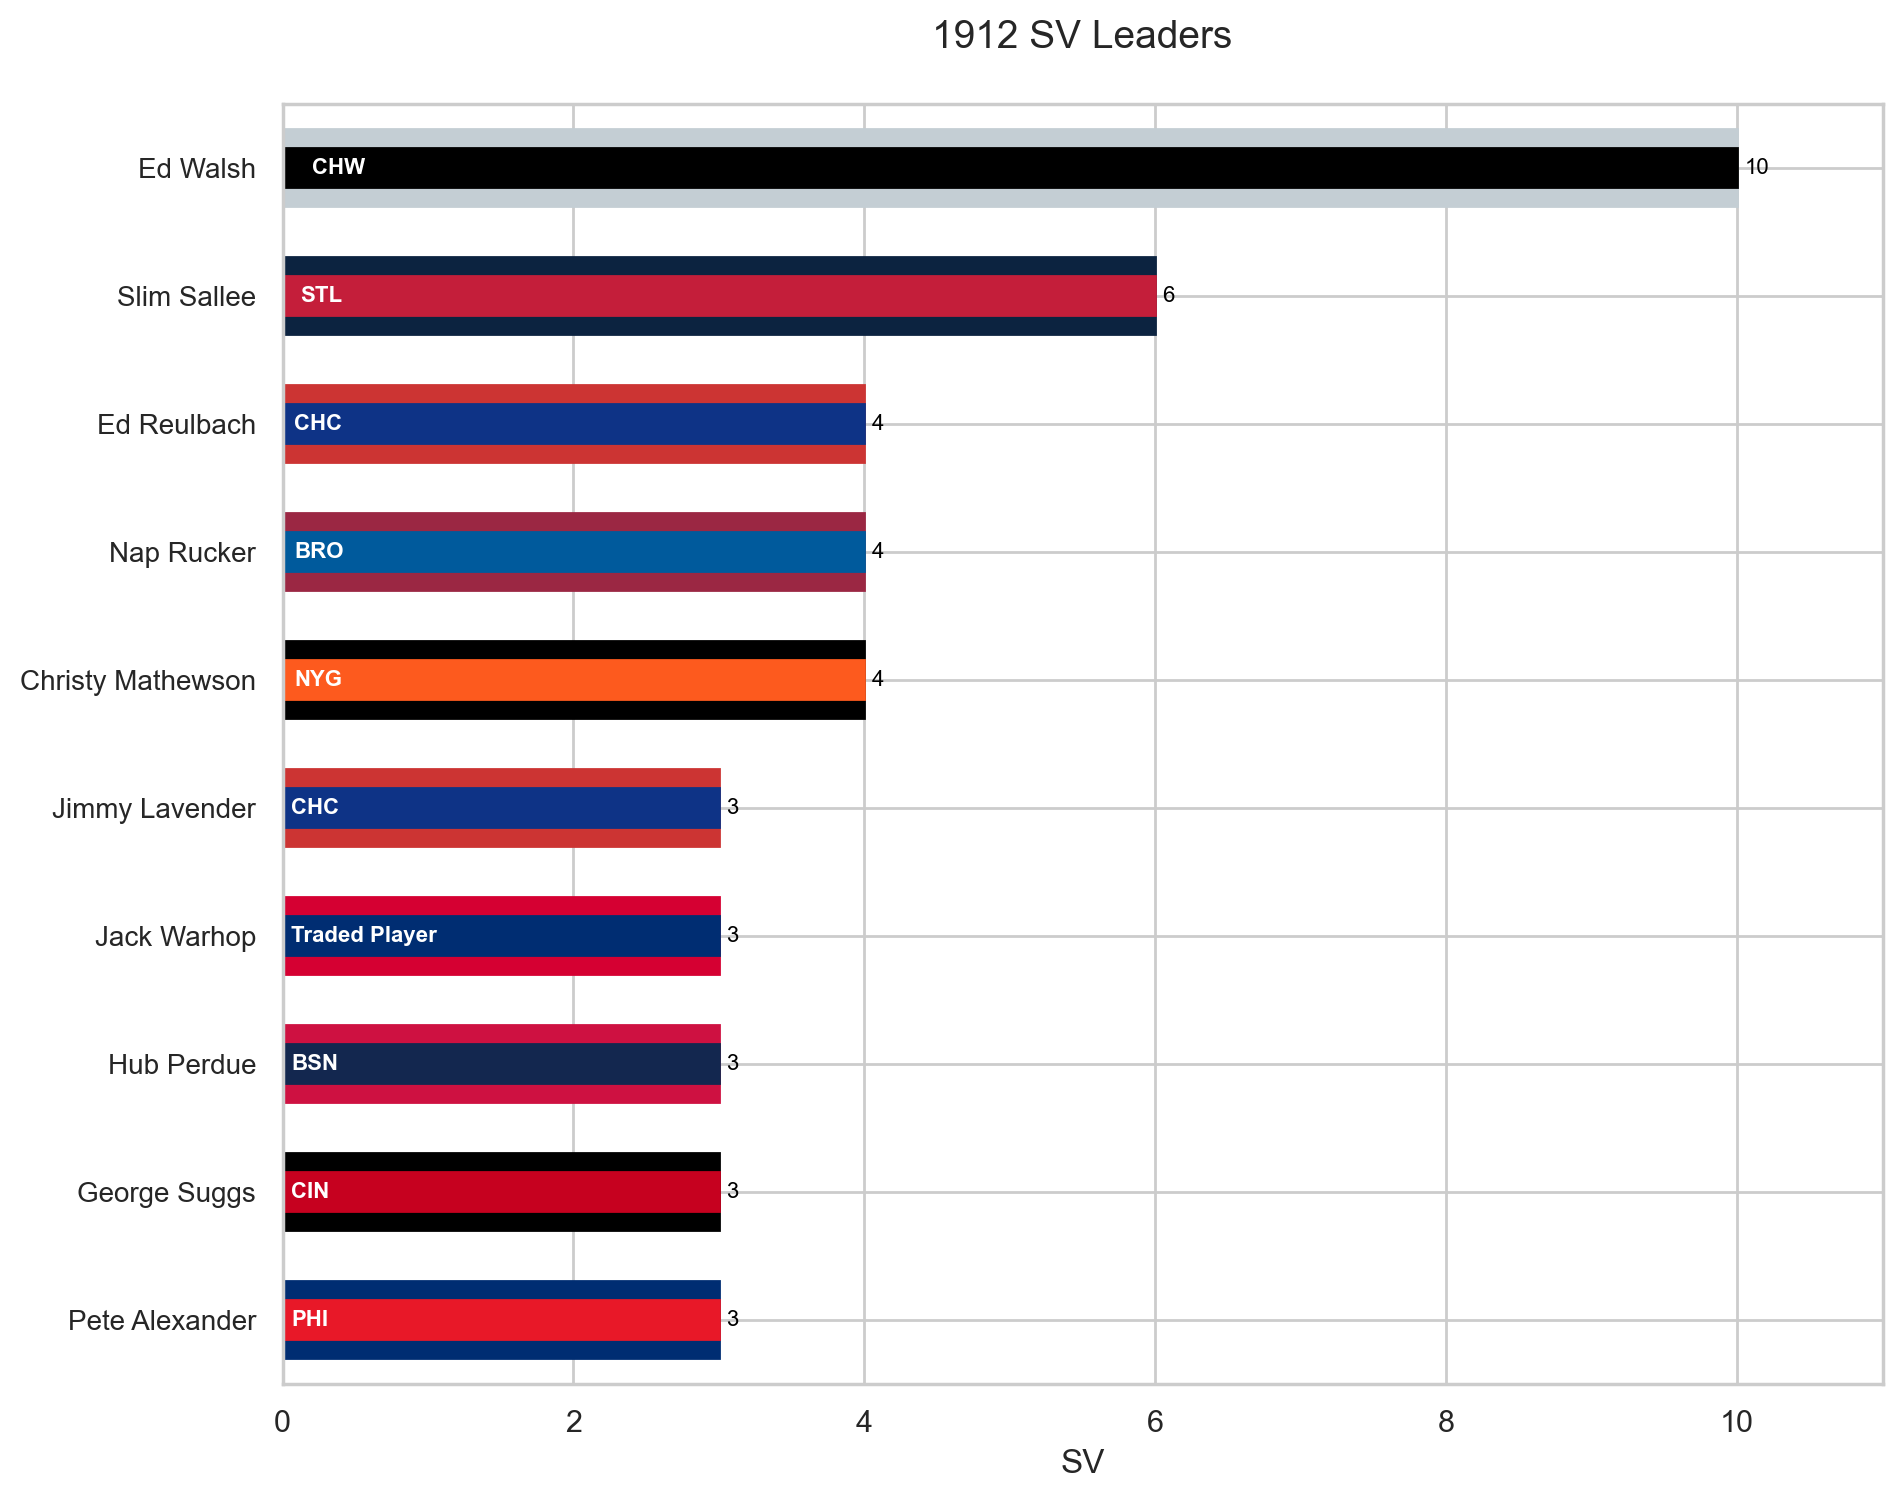 1912 SV Leaders
Ed Walsh CHW 10
Slim Sallee STL 6
Ed Reulbach CHC 4
Nap Rucker BRO 4
Christy Mathewson NYG 4
Jimmy Lavender CHC 3
Jack Warhop Traded Player 3
Hub Perdue BSN 3
George Suggs CIN 3
Pete Alexander PHI 3
0 2 4 6 8 10
SV